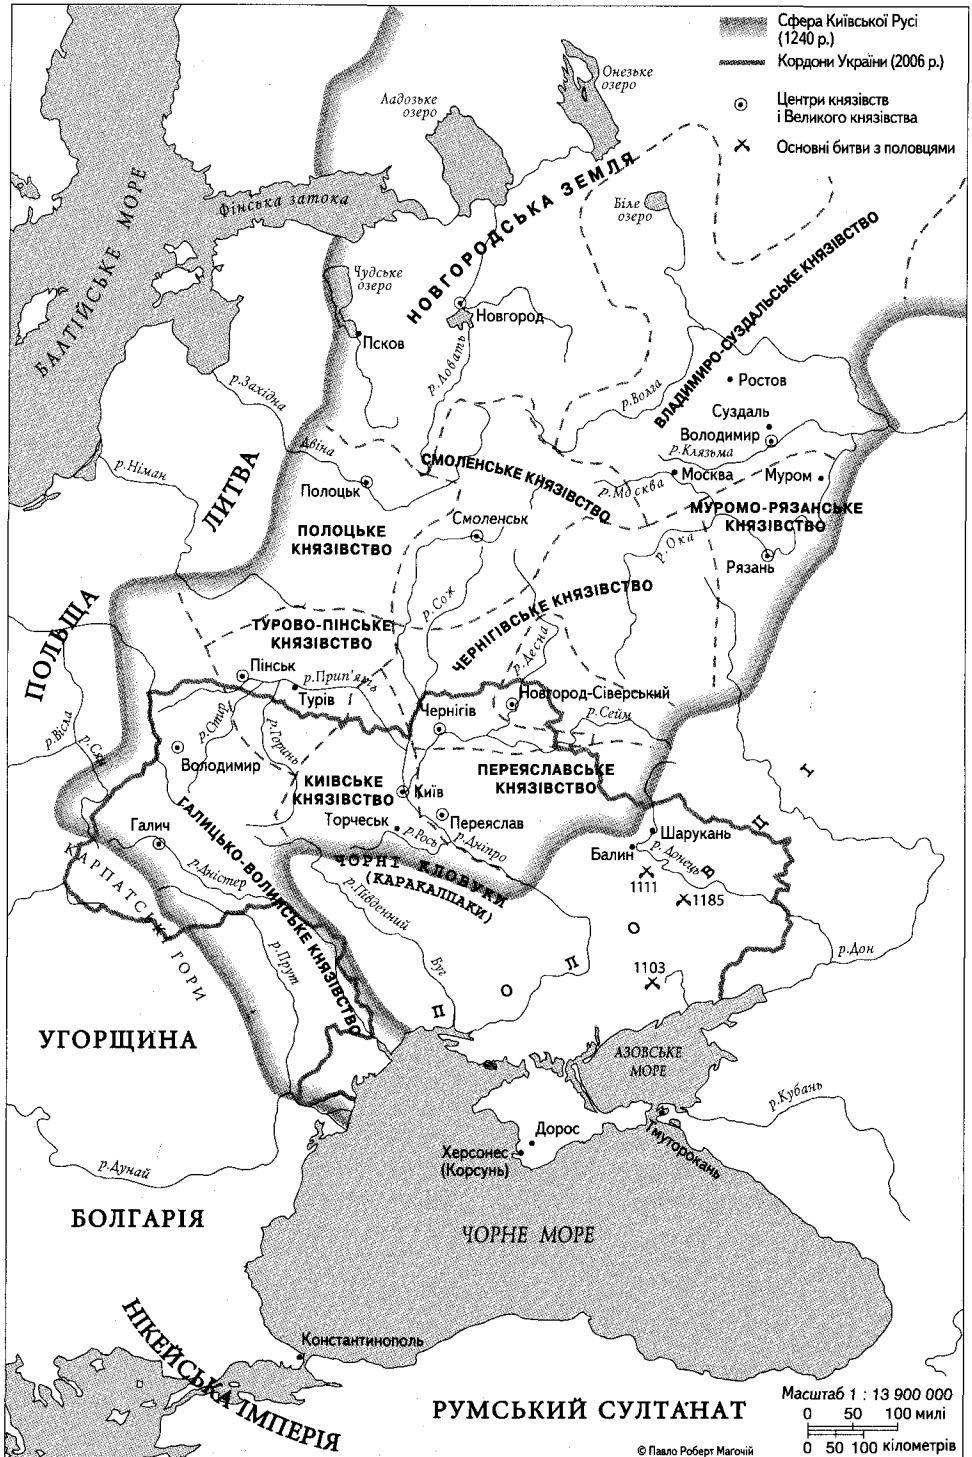 Сфера Київської Русі
(1240 р.)
Кордони України (2006 р.)
Центри князівств
і Великого князівства
Основні битви з половцями
Онезьке
озеро
Ладозьке
озеро
Фінська затока
Біле
озеро
БАЛТІЙСЬКЕ МОРЕ
НОВГОРОДСЬКА ЗЕМЛЯ
Чудське
озеро
Новгород
Псков
р.Ловать
ВЛАДИМИРО-СУЗДАЛЬСЬКЕ КНЯЗІВСТВО
р.Західна
Двіна
р.Волга
Ростов
Суздаль
Володимир
р.Клязьма
р.Німан
ЛИТВА
СМОЛЕНСЬКЕ КНЯЗІВСТВО
Москва
Муром
р.Москва
Полоцьк
МУРОМО-РЯЗАНСЬКЕ
КНЯЗІВСТВО
Смоленськ
ПОЛОЦЬКЕ
КНЯЗІВСТВО
р.Ока
Рязань
ПОЛЬЩА
р.Сож
ЧЕРНІГІВСЬКЕ КНЯЗІВСТВО
ТУРОВО-ПІНСЬКЕ
КНЯЗІВСТВО
р.Десна
Пінськ
р.Прип'ять
Турів
Новгород-Сіверський
Чернігів
р.Сейм
р.Вісла
р.Сян
р.Стир
р.Горинь
Володимир
КИЇВСЬКЕ
КНЯЗІВСТВО
ПЕРЕЯСЛАВСЬКЕ
КНЯЗІВСТВО
Київ
Переяслав
Торчеськ
р.Рось
р.Дніпро
Галич
ГАЛИЦЬКО-ВОЛИНСЬКЕ КНЯЗІВСТВО
Шарукань
Балин
р.Донець
ЧОРНІ КЛОБУКИ
(КАРАКАЛПАКИ)
КАРПАТСЬКІ ГОРИ
р.Дністер
1111
1185
р.Південний
Буг
р.Прут
р.Дон
1103
ПОЛОВЦІ
УГОРЩИНА
АЗОВСЬКЕ
МОРЕ
р.Кубань
Дорос
Херсонес
(Корсунь)
Тмуторокань
р.Дунай
БОЛГАРІЯ
ЧОРНЕ МОРЕ
НІКЕЙСЬКА ІМПЕРІЯ
Константинополь
РУМСЬКИЙ СУЛТАНАТ
Масштаб 1 : 13 900 000
0 50 100 милі
0 50 100 кілометрів
© Павло Роберт Магочій